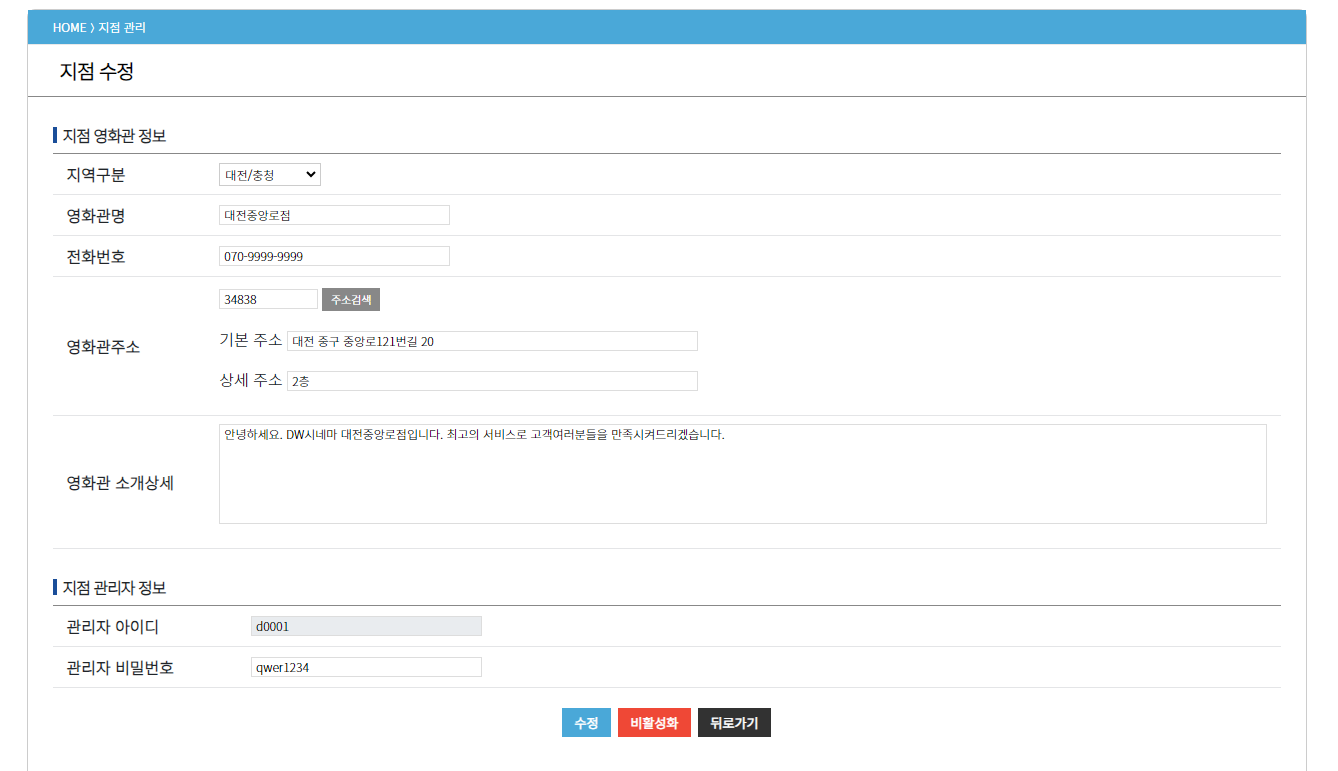 HOME > 지점 관리
지점 수정
지점 영화관 정보
지역구분 대전/충청
영화관명 대전중앙로점
전화번호 070-9999-9999
34838 주소검색
영화관주소
기본 주소 대전 중구 중앙로121번길 20
상세 주소 2층
안녕하세요. DW시네마 대전중앙로점입니다. 최고의 서비스로 고객여러분들을 만족시켜드리겠습니다.
영화관 소개상세
지점 관리자 정보
관리자 아이디 d0001
관리자 비밀번호 qwer1234
수정 비활성화 뒤로가기